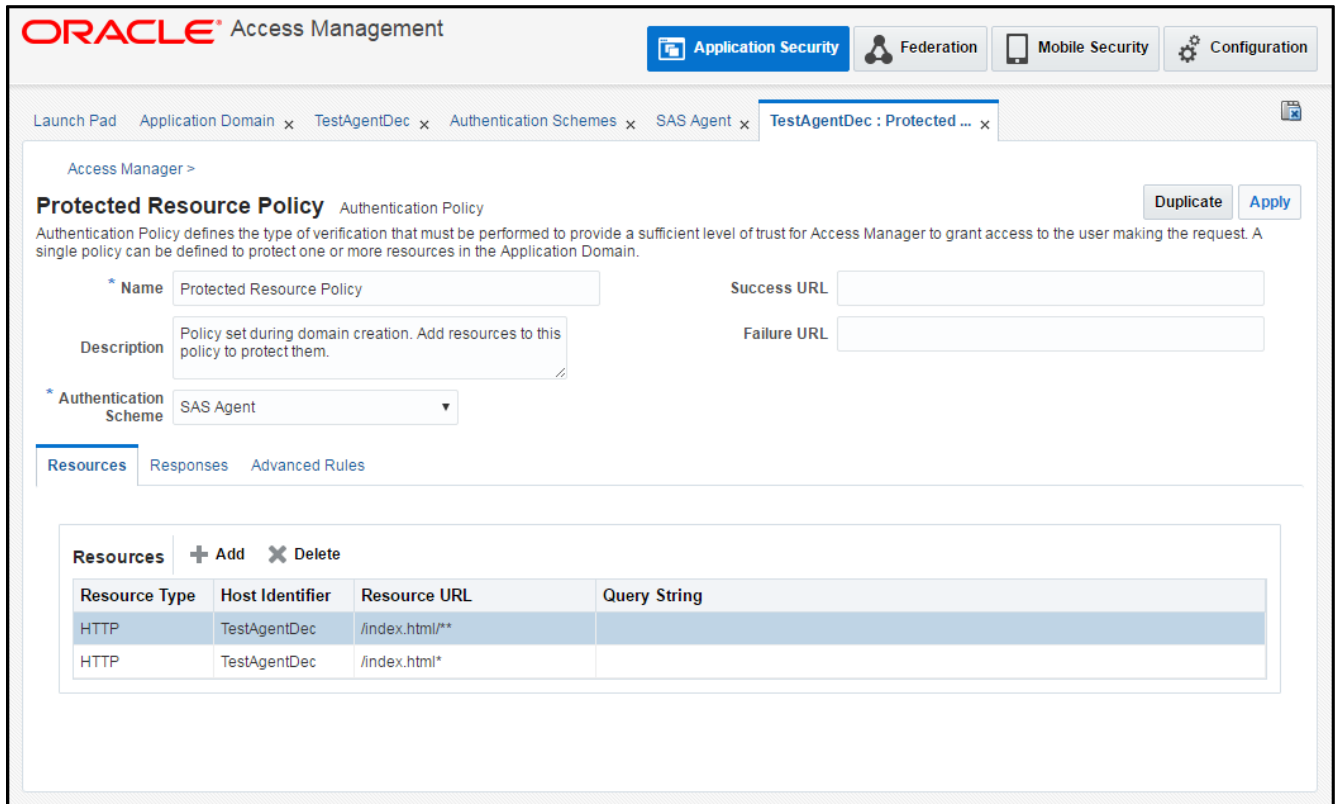 ORACLE® Access Management
Application Security
Federation
Mobile Security
Configuration
Launch Pad
Application Domain x
TestAgentDec x
Authentication Schemes x
SAS Agent x
TestAgentDec : Protected ... x
Access Manager >
Protected Resource Policy Authentication Policy
Duplicate
Apply
Authentication Policy defines the type of verification that must be performed to provide a sufficient level of trust for Access Manager to grant access to the user making the request. A
single policy can be defined to protect one or more resources in the Application Domain.
* Name Protected Resource Policy
Success URL
Description Policy set during domain creation. Add resources to this
policy to protect them.
Failure URL
* Authentication
Scheme SAS Agent
Resources Responses Advanced Rules
Resources Add Delete
Resource Type Host Identifier Resource URL Query String
HTTP TestAgentDec /index.html/**
HTTP TestAgentDec /index.html*